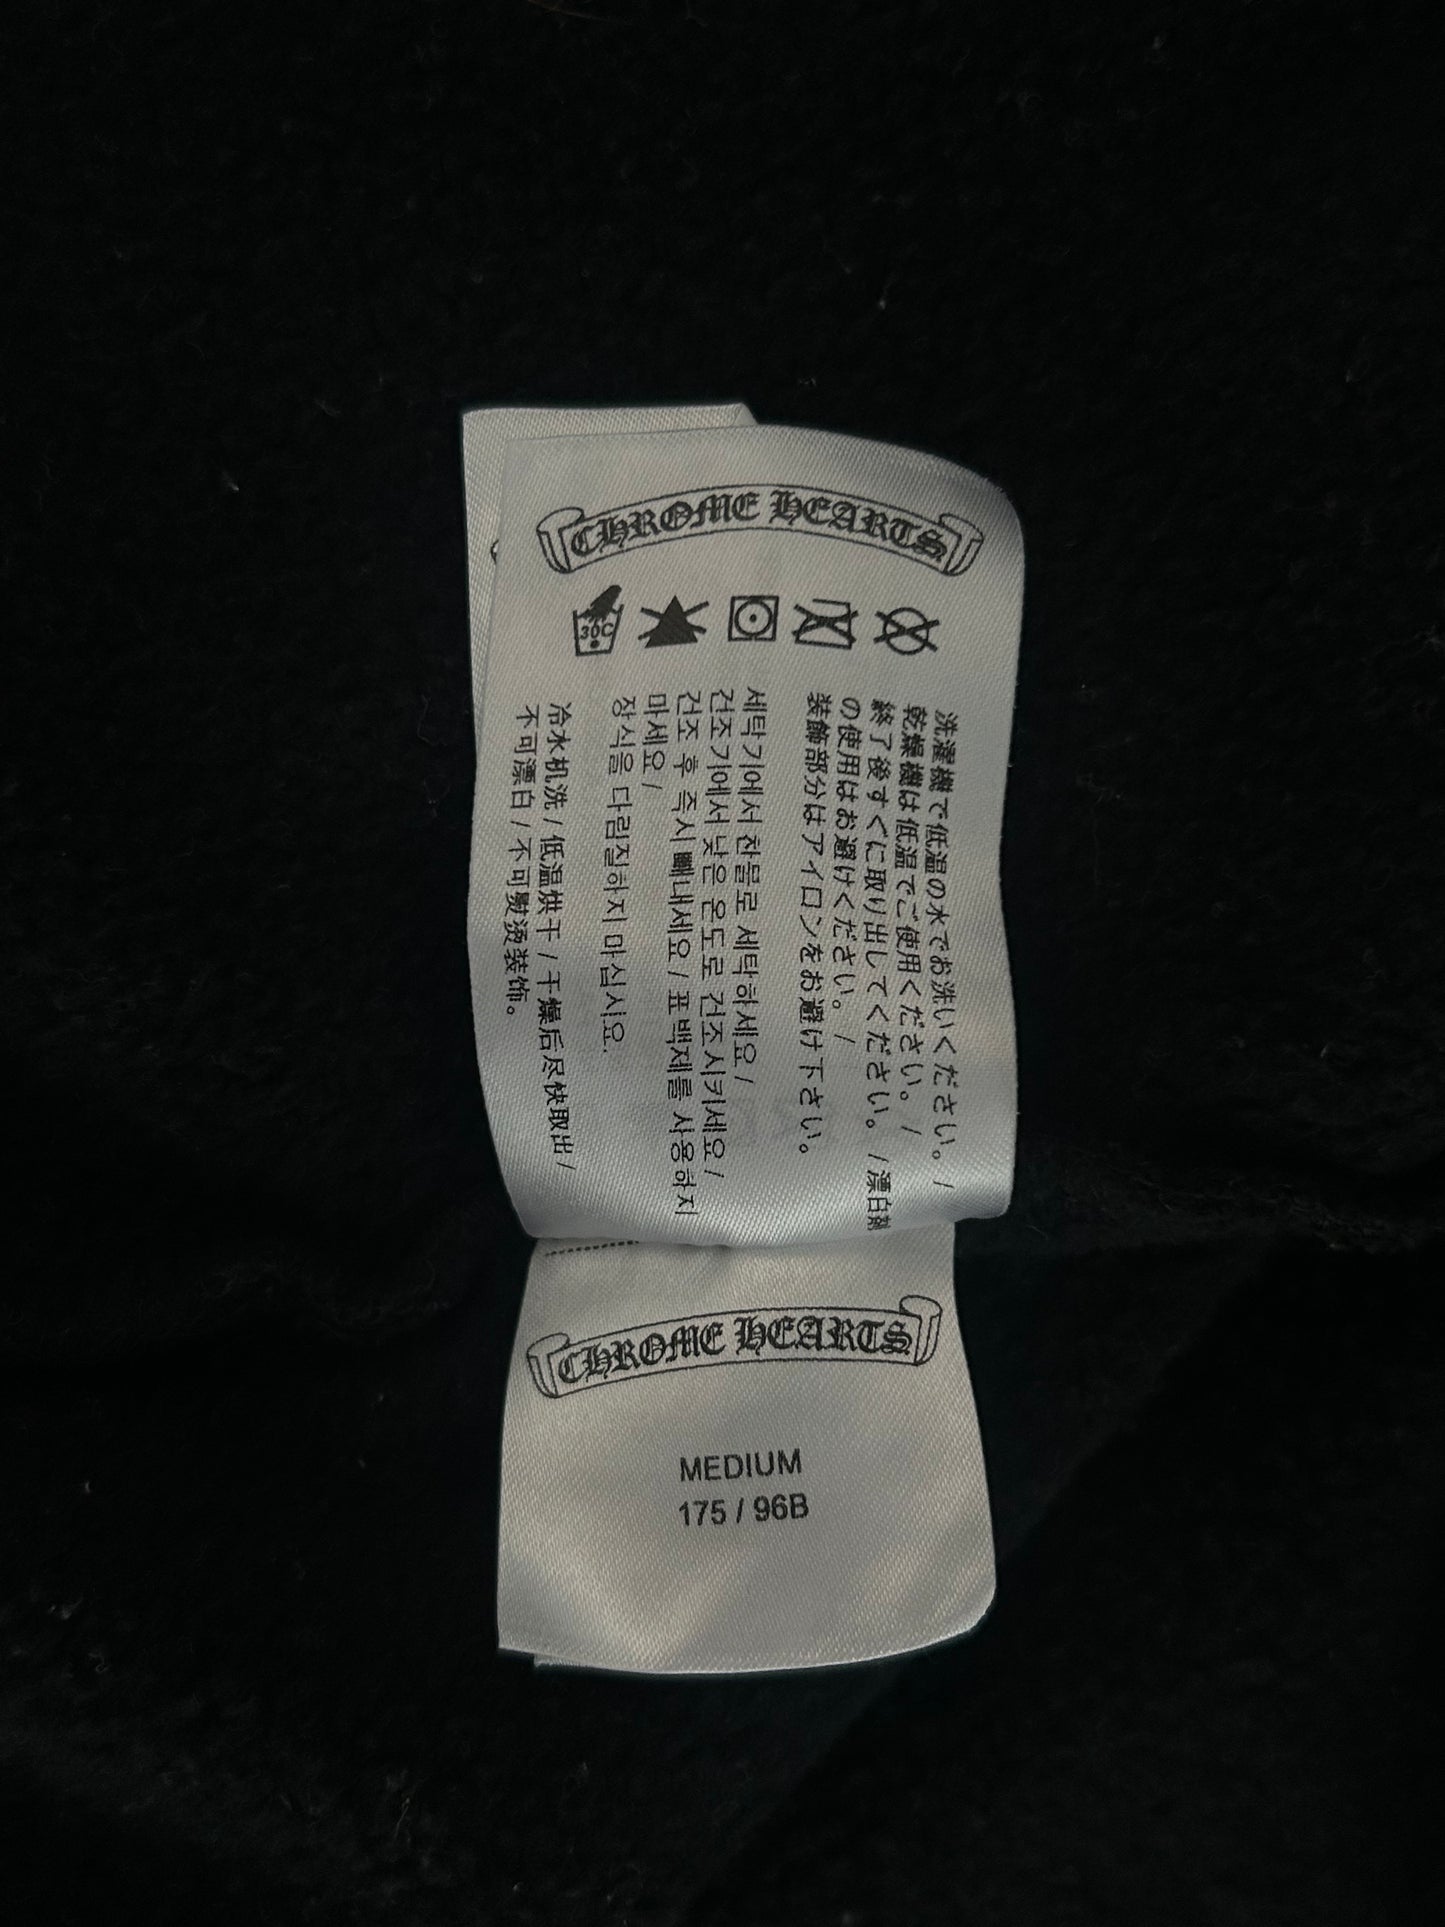 CHROME HEARTS
30C
洗濯機で低温の水でお洗いください。/
乾燥機は低温でご使用ください。/
終了後すぐに取り出してください。/漂白剤
の使用はお避けください。/
装飾部分はアイロンをお避け下さい。
세탁기에서 찬물로 세탁하세요/
건조기에서 낮은 온도로 건조시키세요/
건조 후 즉시 빼내세요/표백제를 사용하지
마세요/
장식을 다림질하지 마십시요.
冷水机洗/低温烘干/干燥后尽快取出/
不可漂白/不可熨烫装饰。
CHROME HEARTS
MEDIUM
175 / 96B